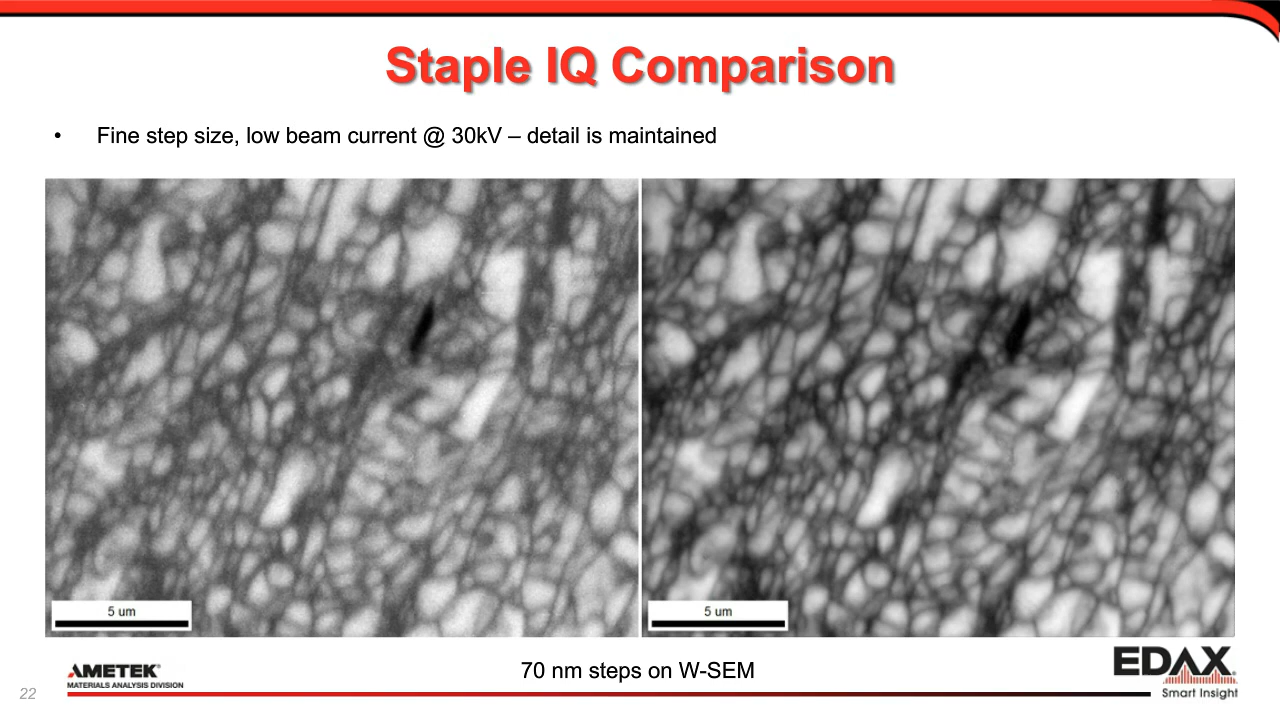 Staple IQ Comparison
• Fine step size, low beam current @ 30kV – detail is maintained
5 um
5 um
70 nm steps on W-SEM
AMETEK®
MATERIALS ANALYSIS DIVISION
22
EDAX
Smart Insight